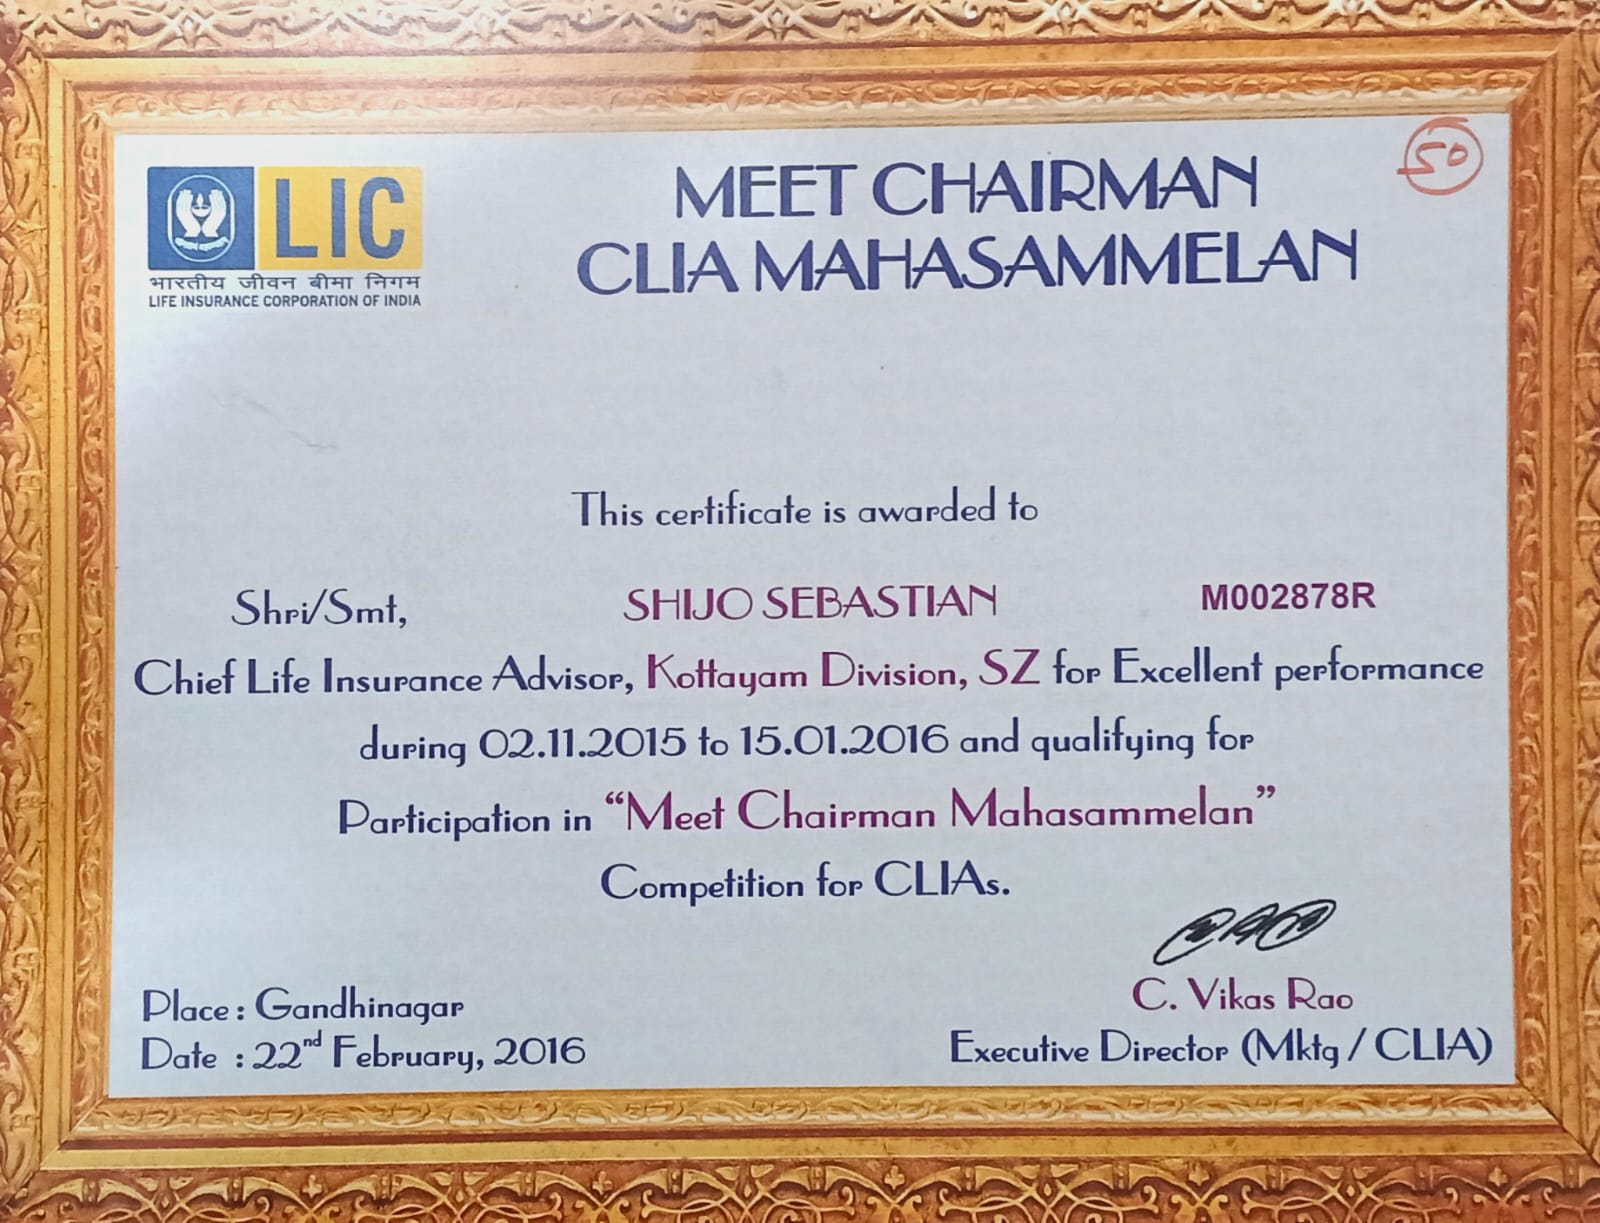 LIC
भारतीय जीवन बीमा निगम
LIFE INSURANCE CORPORATION OF INDIA
MEET CHAIRMAN
CLIA MAHASAMMELAN
50
This certificate is awarded to
Shri/Smt, SHIJO SEBASTIAN M002878R
Chief Life Insurance Advisor, Kottayam Division, SZ for Excellent performance
during 02.11.2015 to 15.01.2016 and qualifying for
Participation in “Meet Chairman Mahasammelan”
Competition for CLIAs.
C. Vikas Rao
Executive Director (Mktg / CLIA)
Place : Gandhinagar
Date : 22nd February, 2016